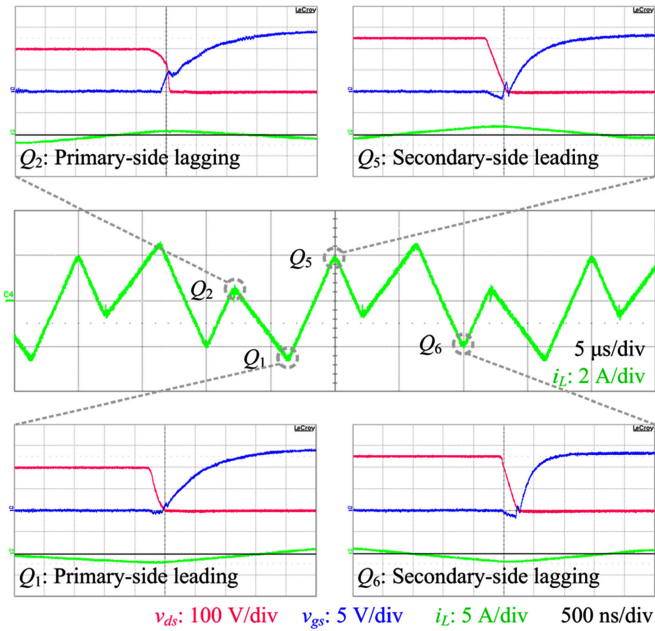 LeCroy
LeCroy
Q2: Primary-side lagging
Q5: Secondary-side leading
Q5
Q2
C4
Q1
Q6
5 μs/div
iL: 2 A/div
LeCroy
LeCroy
Q1: Primary-side leading
Q6: Secondary-side lagging
vds: 100 V/div vgs: 5 V/div iL: 5 A/div 500 ns/div